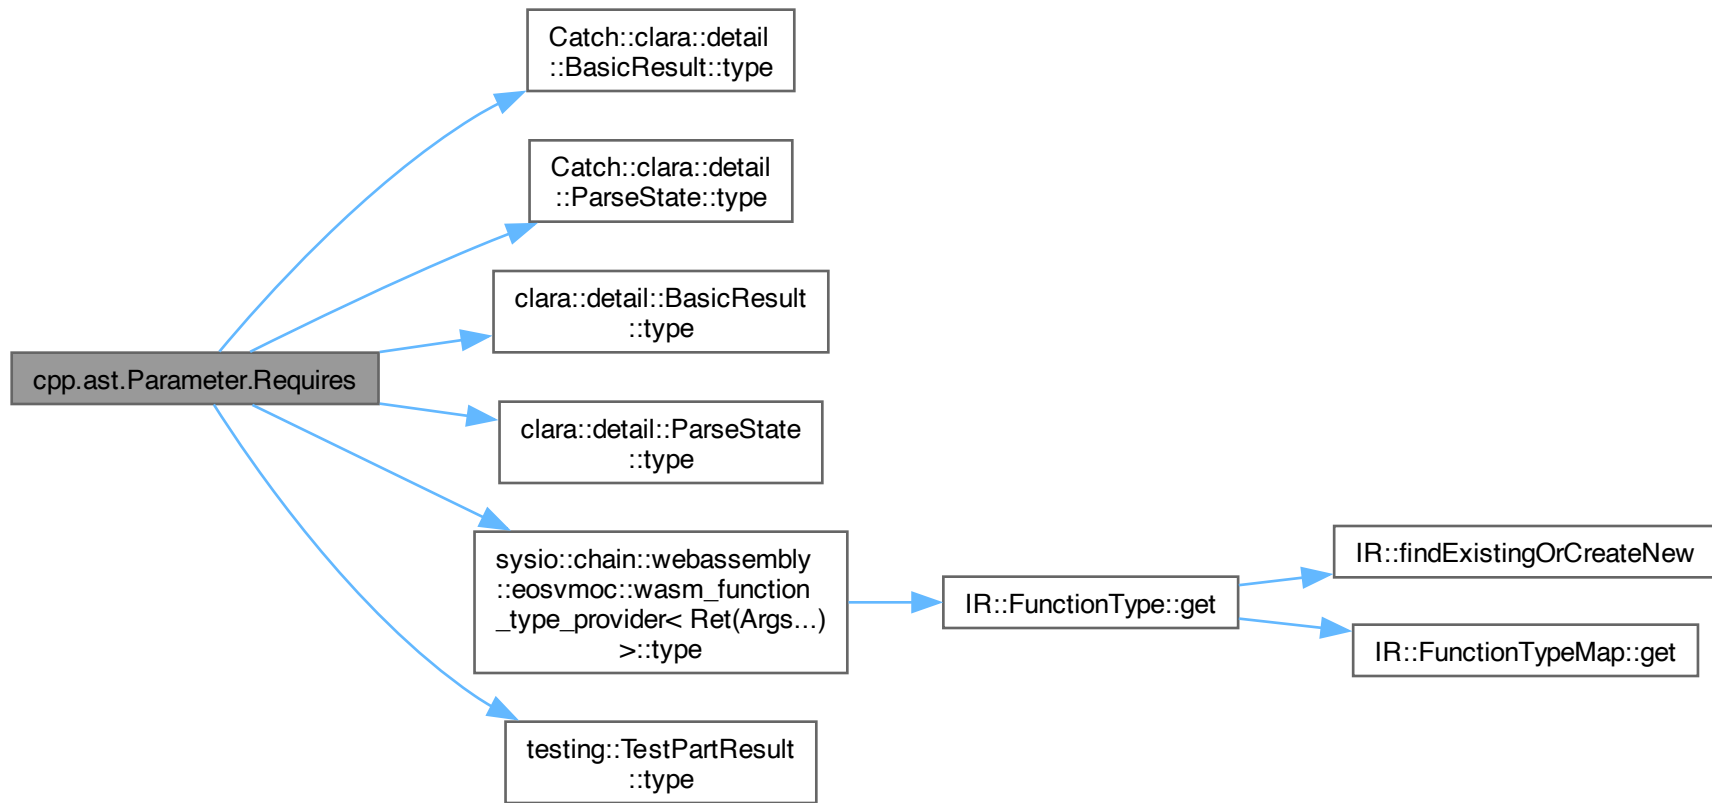 Catch::clara::detail
::BasicResult::type
Catch::clara::detail
::ParseState::type
clara::detail::BasicResult
::type
cpp.ast.Parameter.Requires
clara::detail::ParseState
::type
sysio::chain::webassembly
::eosvmoc::wasm_function
_type_provider< Ret(Args...)
>::type
IR::FunctionType::get
IR::findExistingOrCreateNew
IR::FunctionTypeMap::get
testing::TestPartResult
::type